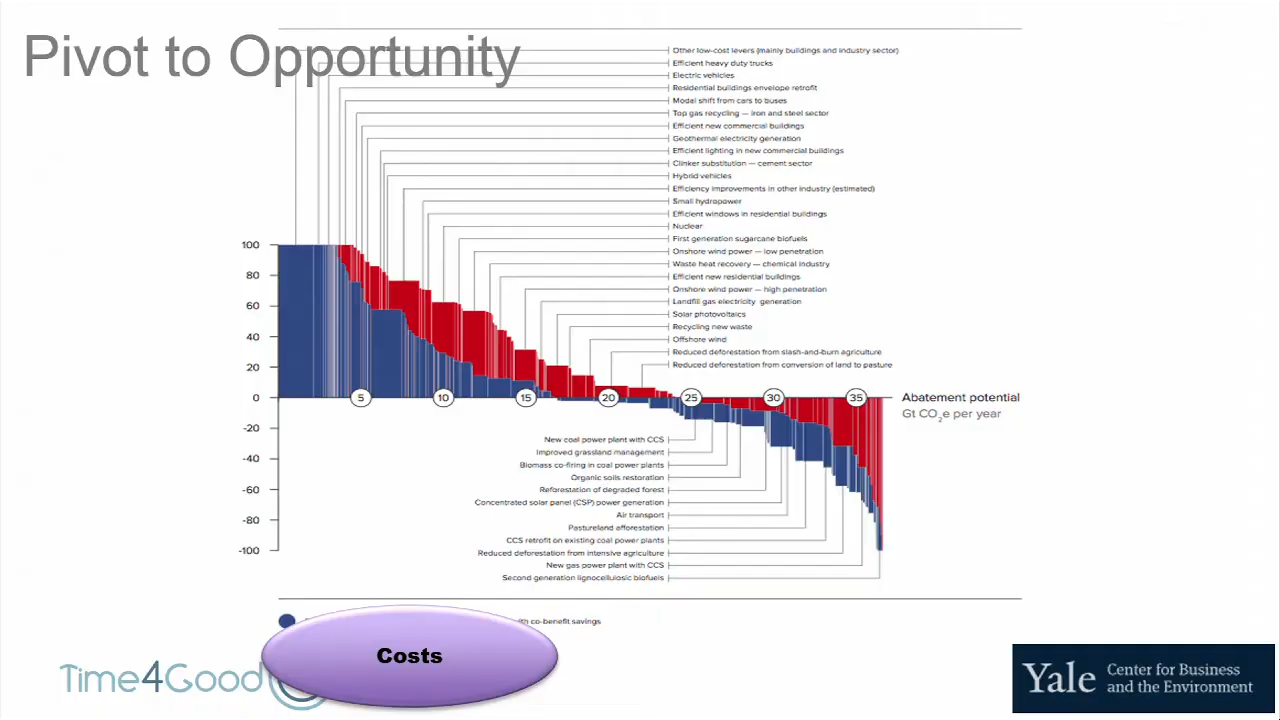 Pivot to Opportunity
Other low-cost levers (mainly buildings and industry sector)
Efficient heavy duty trucks
Electric vehicles
Residential buildings envelope retrofit
Modal shift from cars to buses
Top gas recycling — iron and steel sector
Efficient new commercial buildings
Geothermal electricity generation
Efficient lighting in new commercial buildings
Clinker substitution — cement sector
Hybrid vehicles
Efficiency improvements in other industry (estimated)
Small hydropower
Efficient windows in residential buildings
Nuclear
First generation sugarcane biofuels
Onshore wind power — low penetration
Waste heat recovery — chemical industry
Efficient new residential buildings
Onshore wind power — high penetration
Landfill gas electricity generation
Solar photovoltaics
Recycling new waste
Offshore wind
Reduced deforestation from slash-and-burn agriculture
Reduced deforestation from conversion of land to pasture
100
80
60
40
20
0
-20
-40
-60
-80
-100
5 10 15 20 25 30 35
Abatement potential
Gt CO2e per year
New coal power plant with CCS
Improved grassland management
Biomass co-firing in coal power plants
Organic soils restoration
Reforestation of degraded forest
Concentrated solar panel (CSP) power generation
Air transport
Pastureland afforestation
CCS retrofit on existing coal power plants
Reduced deforestation from intensive agriculture
New gas power plant with CCS
Second generation lignocellulosic biofuels
co-benefit savings
Costs
Time4Good
Yale Center for Business
and the Environment